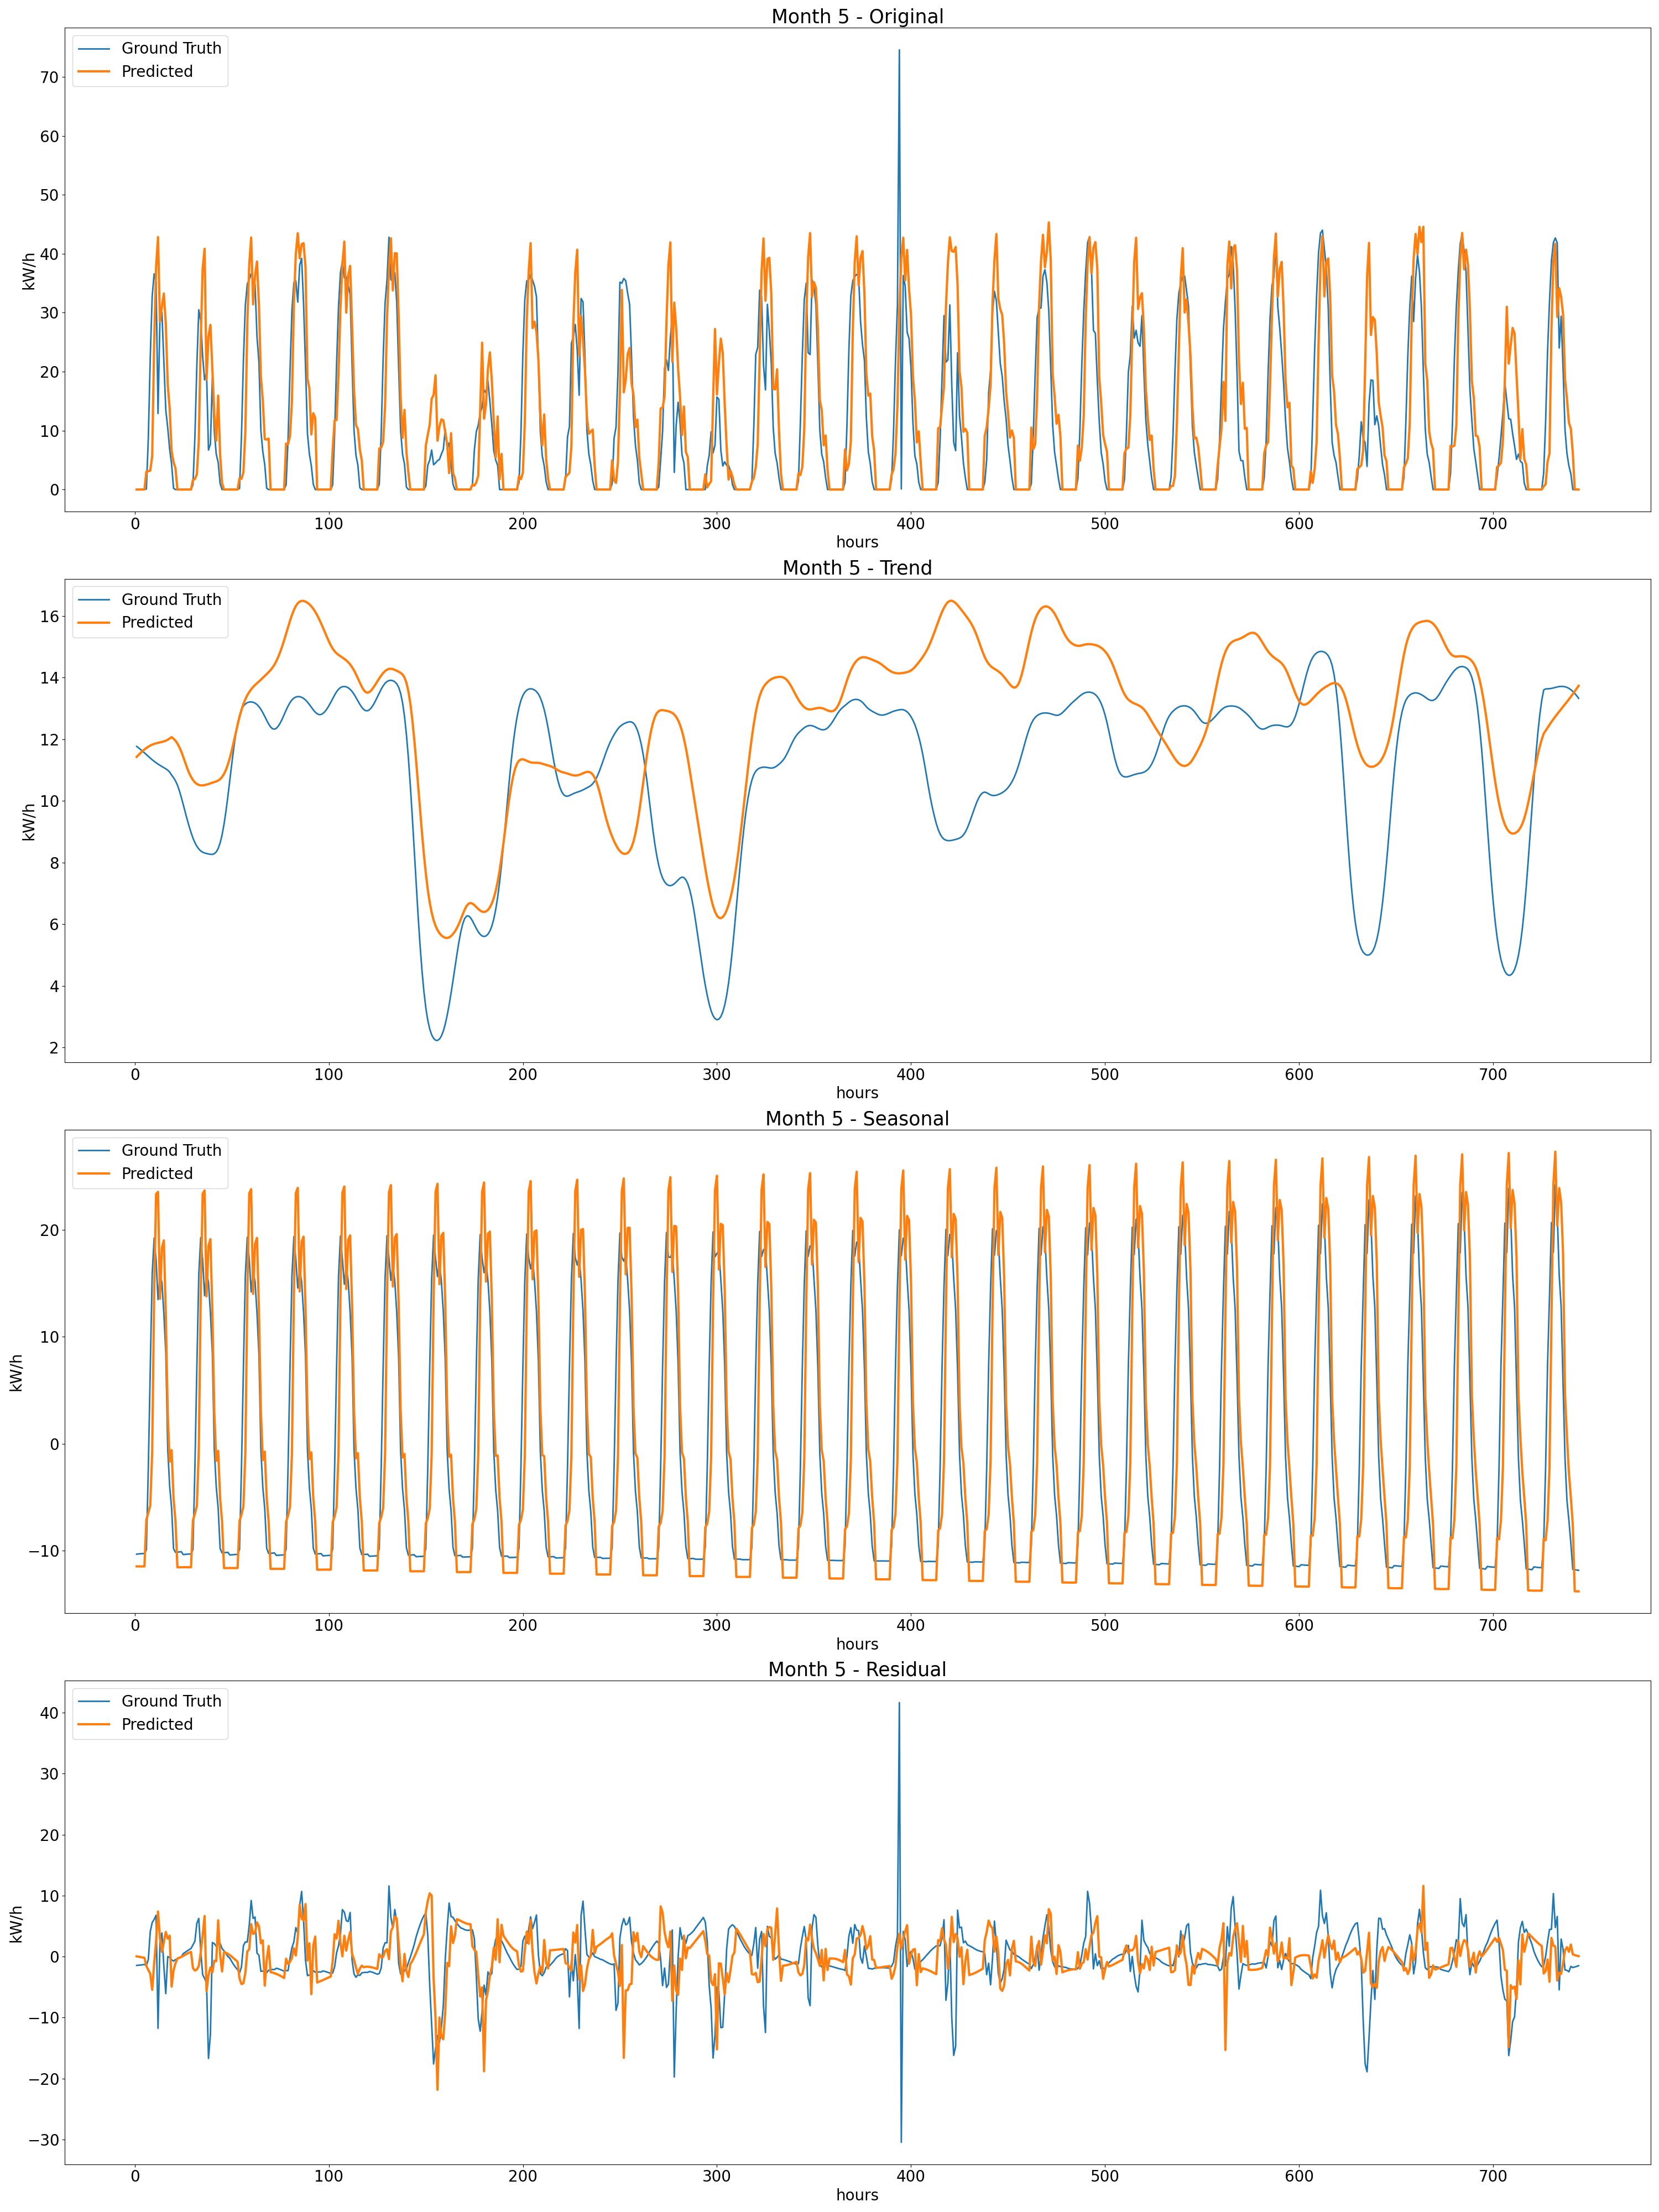 Month 5 - Original
Ground Truth
Predicted
kW/h
70
60
50
40
30
20
10
0
0 100 200 300 400 500 600 700
hours
Month 5 - Trend
Ground Truth
Predicted
kW/h
16
14
12
10
8
6
4
2
0 100 200 300 400 500 600 700
hours
Month 5 - Seasonal
Ground Truth
Predicted
kW/h
20
10
0
−10
0 100 200 300 400 500 600 700
hours
Month 5 - Residual
Ground Truth
Predicted
kW/h
40
30
20
10
0
−10
−20
−30
0 100 200 300 400 500 600 700
hours